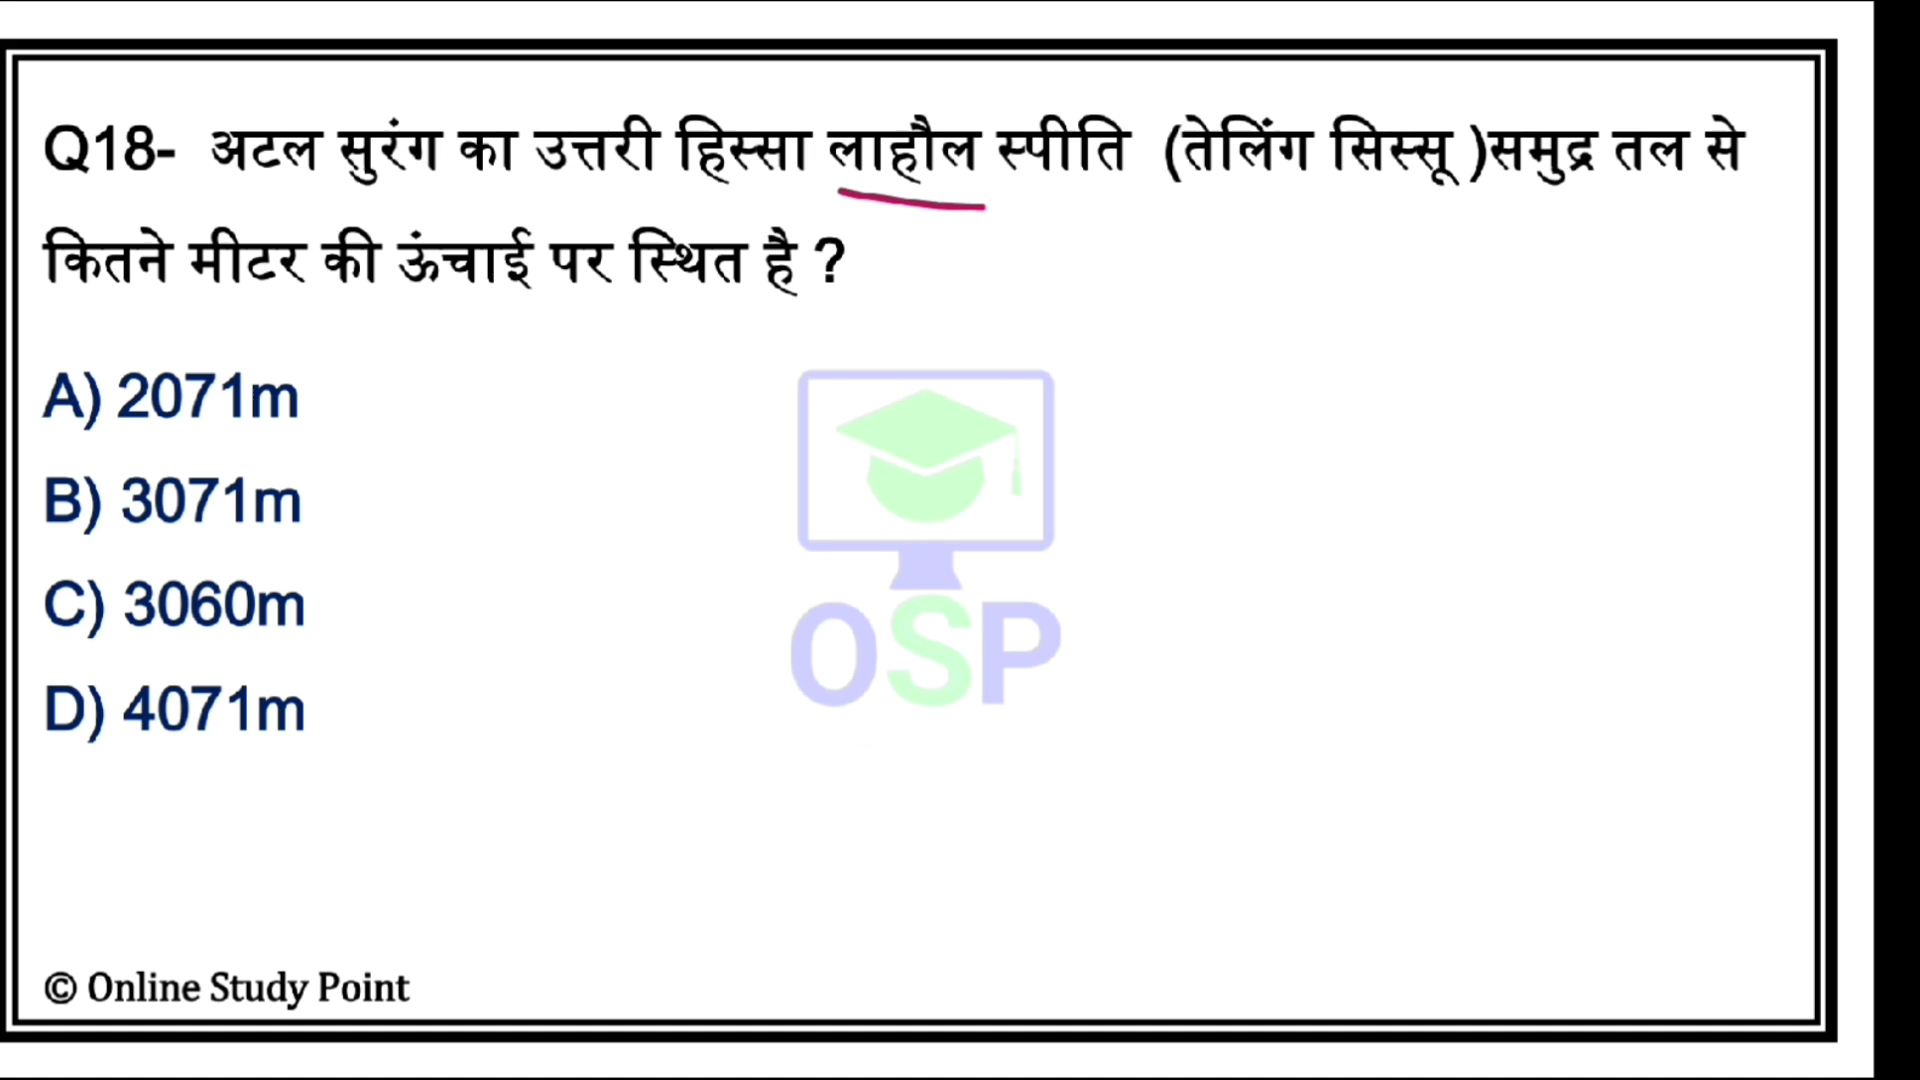 Q18- अटल सुरंग का उत्तरी हिस्सा लाहौल स्पीति (तेलिंग सिस्सू )समुद्र तल से
कितने मीटर की ऊंचाई पर स्थित है ?
A) 2071m
B) 3071m
C) 3060m
D) 4071m
OSP
© Online Study Point